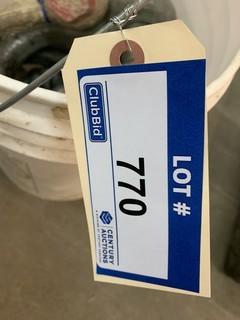 LOT #
770
ClubBid
CENTURY
AUCTIONS